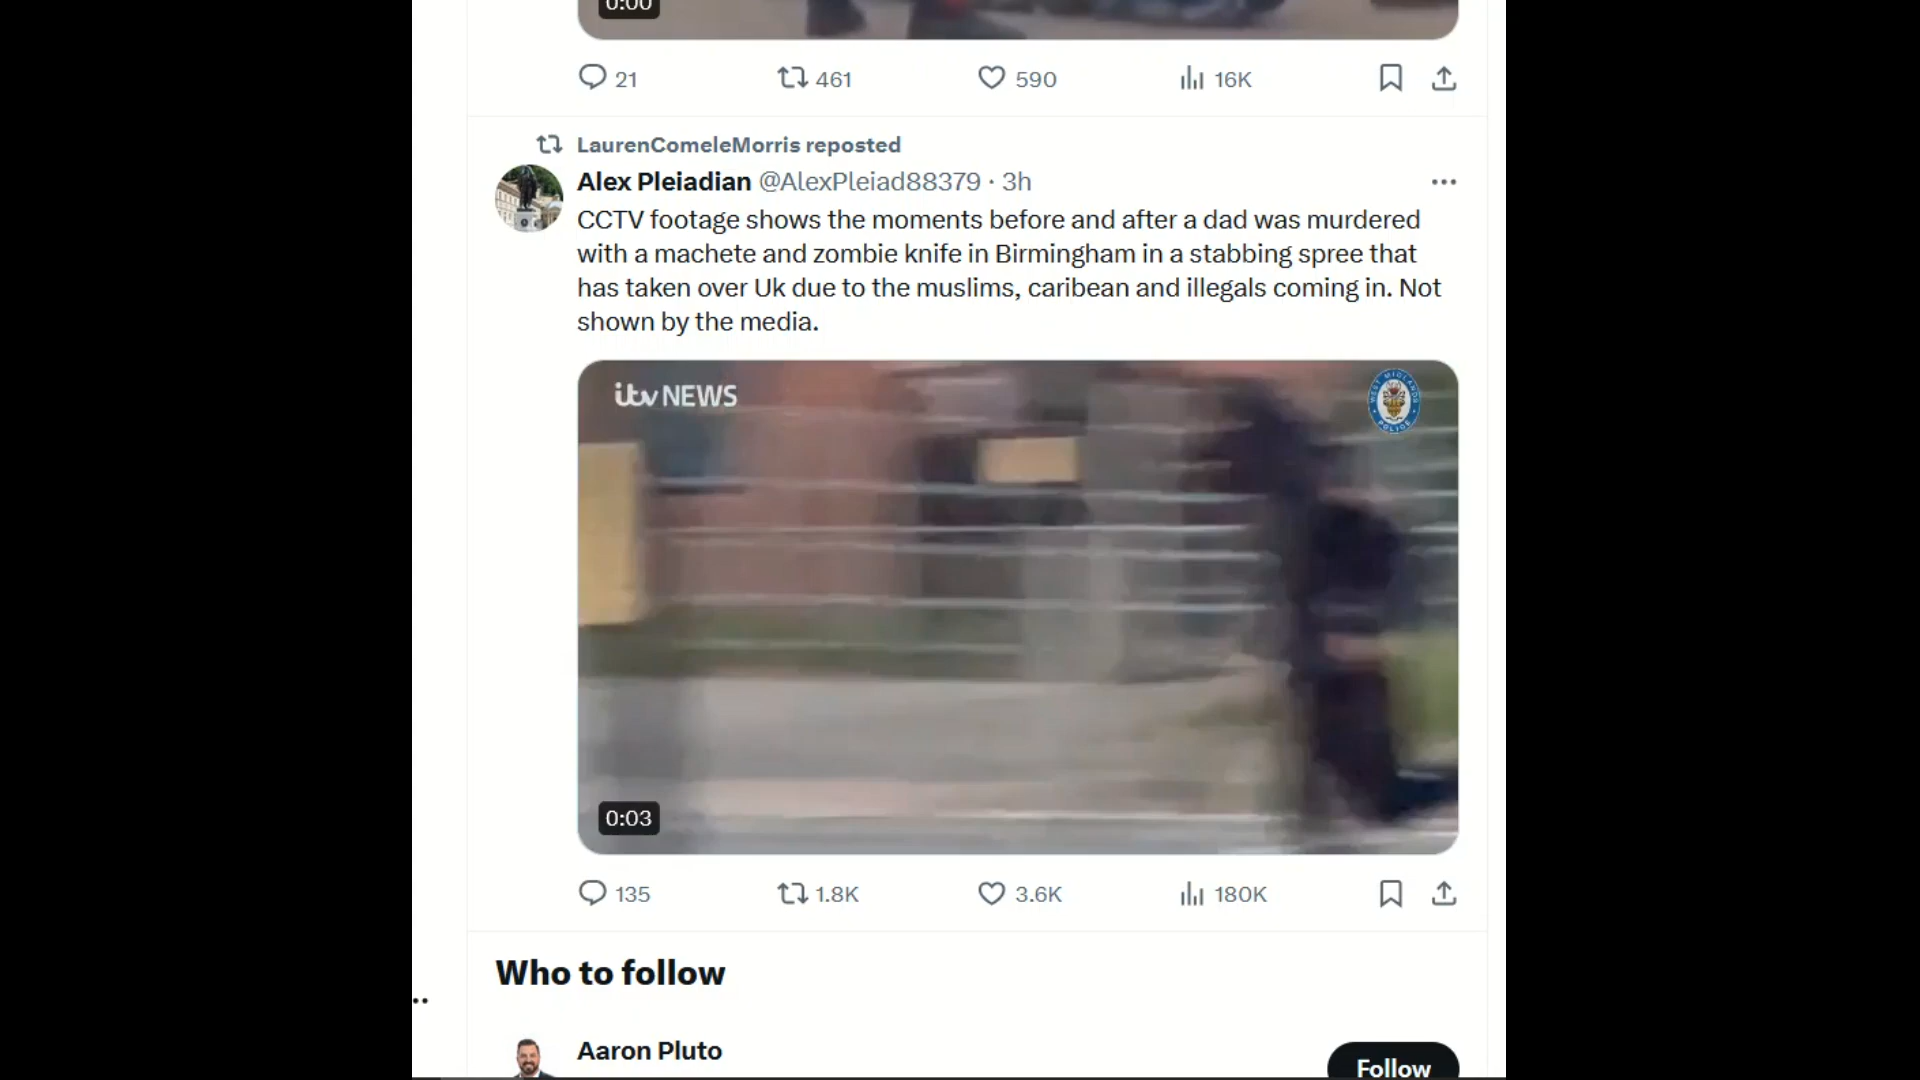 0:00
21 461 590 16K
LaurenComeleMorris reposted
Alex Pleiadian @AlexPleiad88379 · 3h
CCTV footage shows the moments before and after a dad was murdered
with a machete and zombie knife in Birmingham in a stabbing spree that
has taken over Uk due to the muslims, caribean and illegals coming in. Not
shown by the media.
itv NEWS
WEST MIDLANDS POLICE
0:03
135 1.8K 3.6K 180K
Who to follow
Aaron Pluto
Follow